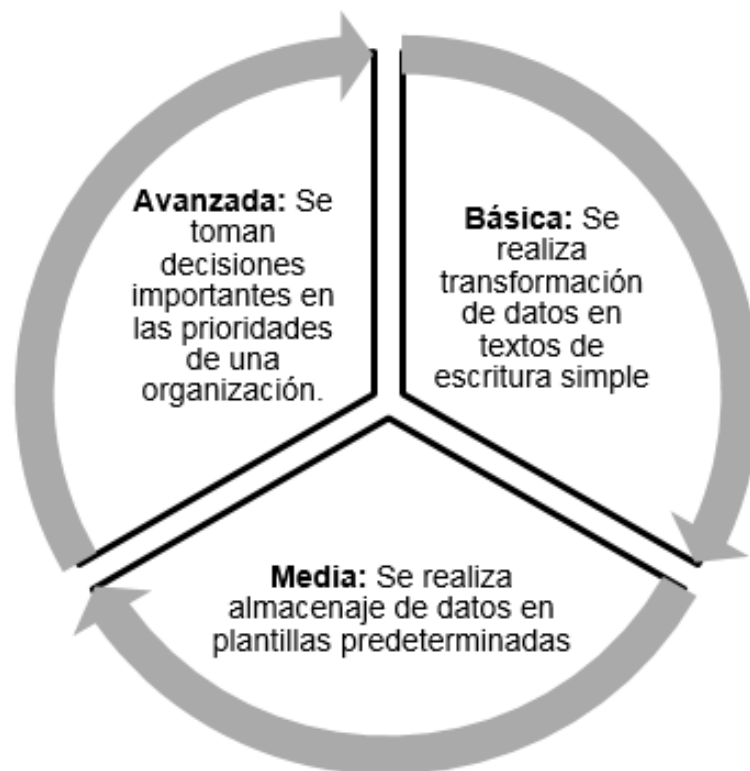 Avanzada: Se
toman
decisiones
importantes en
las prioridades
de una
organización.
Básica: Se
realiza
transformación
de datos en
textos de
escritura simple
Media: Se realiza
almacenaje de datos en
plantillas predeterminadas